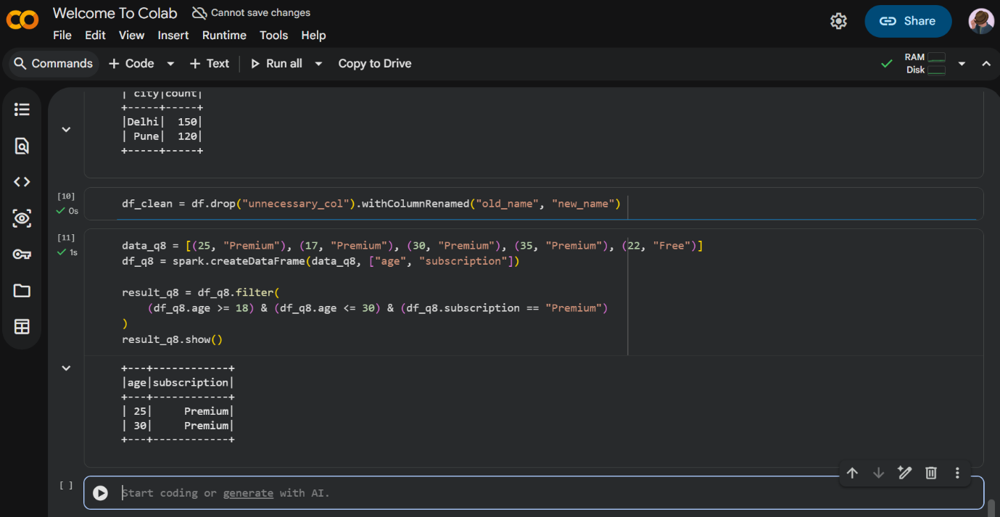 Welcome To Colab Cannot save changes
File Edit View Insert Runtime Tools Help
Share
Commands + Code + Text Run all Copy to Drive
RAM
Disk
| city|count|
+-----+-----+
|Delhi|  150|
| Pune|  120|
+-----+-----+
[10]
0s
df_clean = df.drop("unnecessary_col").withColumnRenamed("old_name", "new_name")
[11]
1s
data_q8 = [(25, "Premium"), (17, "Premium"), (30, "Premium"), (35, "Premium"), (22, "Free")]
df_q8 = spark.createDataFrame(data_q8, ["age", "subscription"])
result_q8 = df_q8.filter(
    (df_q8.age >= 18) & (df_q8.age <= 30) & (df_q8.subscription == "Premium")
)
result_q8.show()
+---+------------+
|age|subscription|
+---+------------+
| 25|     Premium|
| 30|     Premium|
+---+------------+
[ ] Start coding or generate with AI.